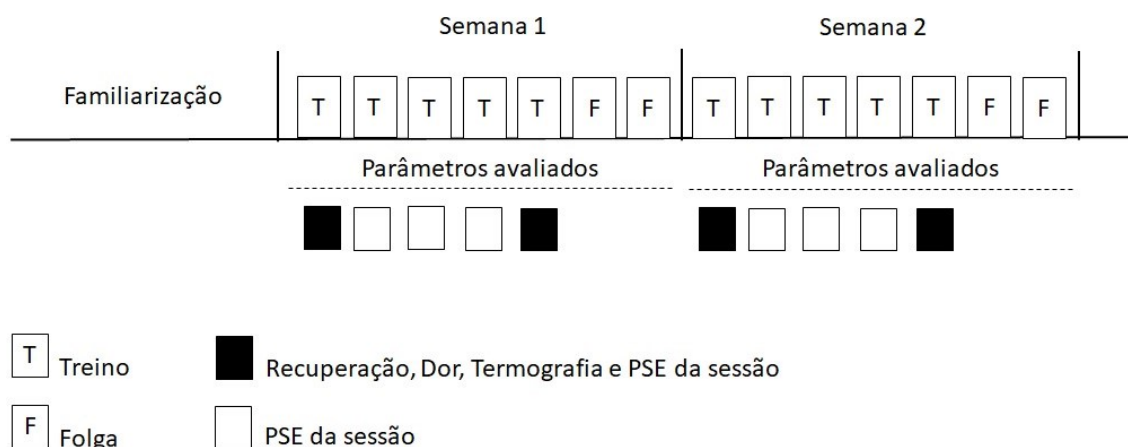 Semana 1
Semana 2
Familiarização
T T T T T F F T T T T T F F
Parâmetros avaliados
Parâmetros avaliados
T Treino
Recuperação, Dor, Termografia e PSE da sessão
F Folga
PSE da sessão